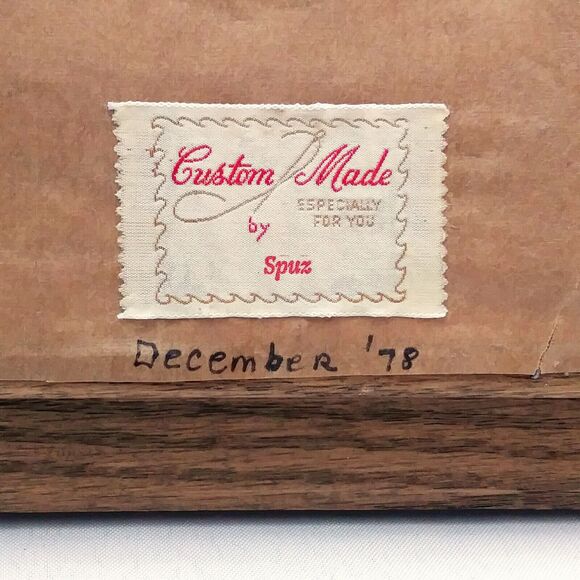 Custom Made
ESPECIALLY
FOR YOU
by
Spuz
December '78